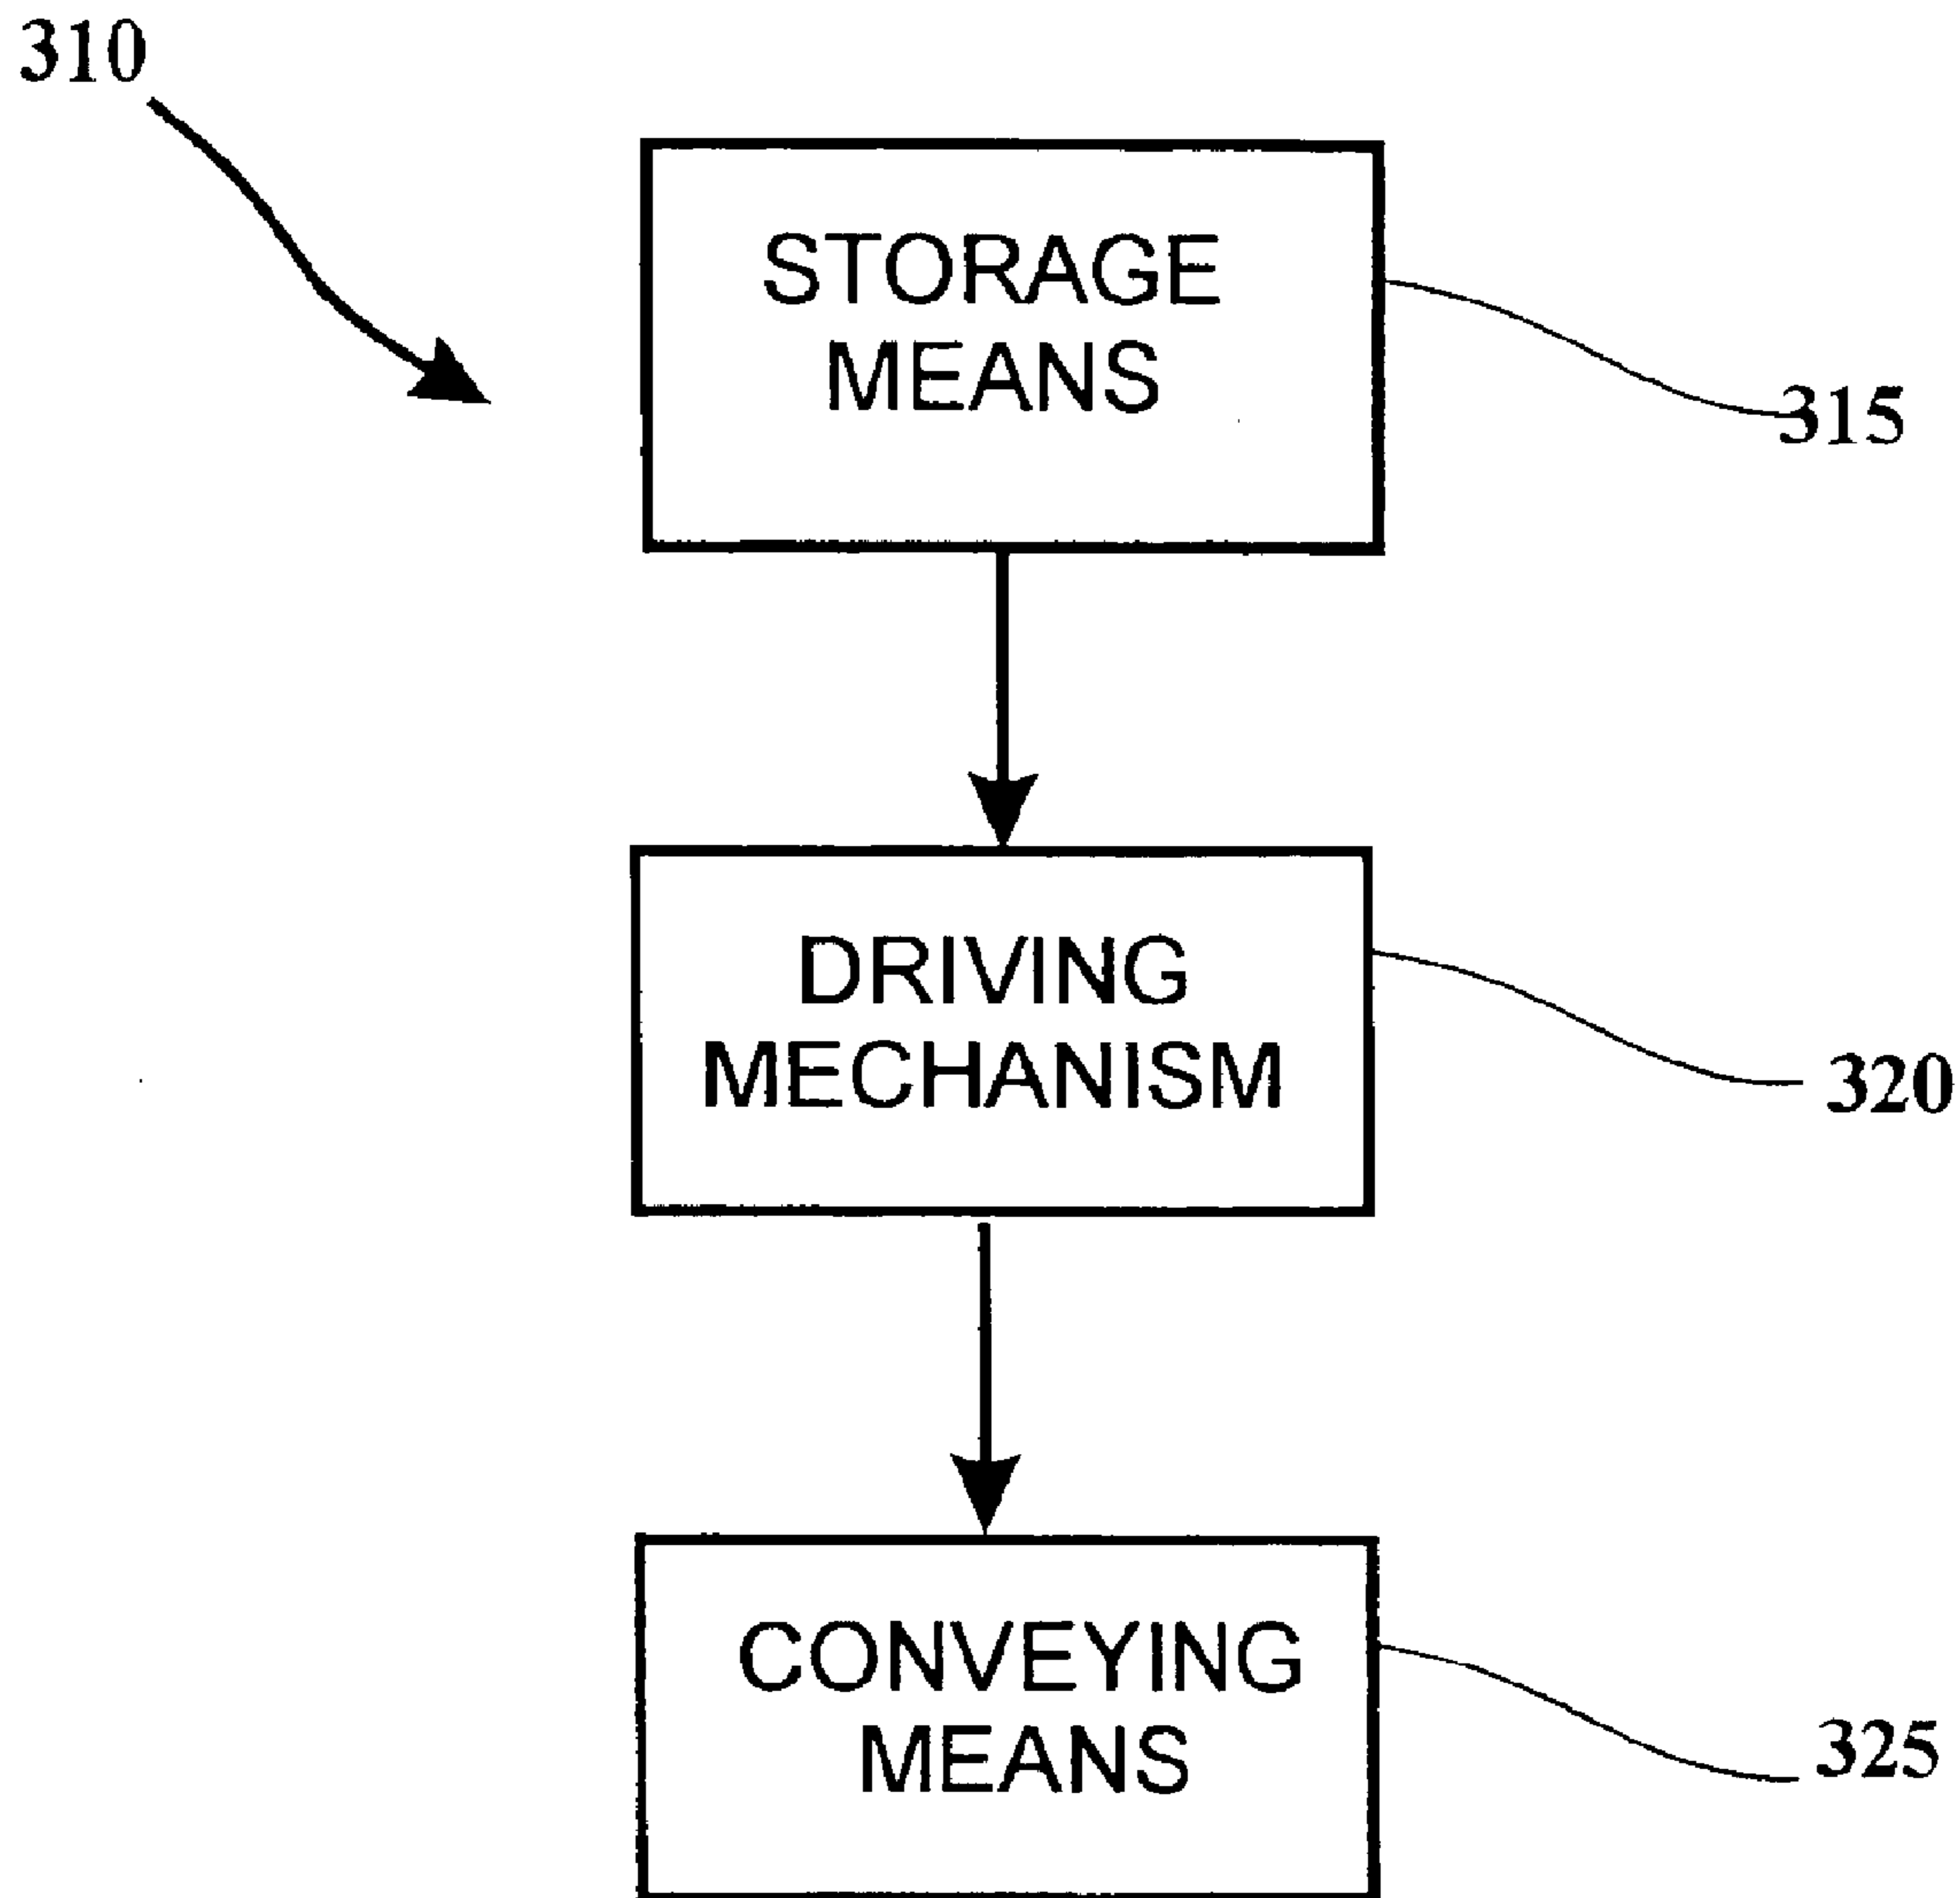 310
STORAGE
MEANS
315
DRIVING
MECHANISM
320
CONVEYING
MEANS
325